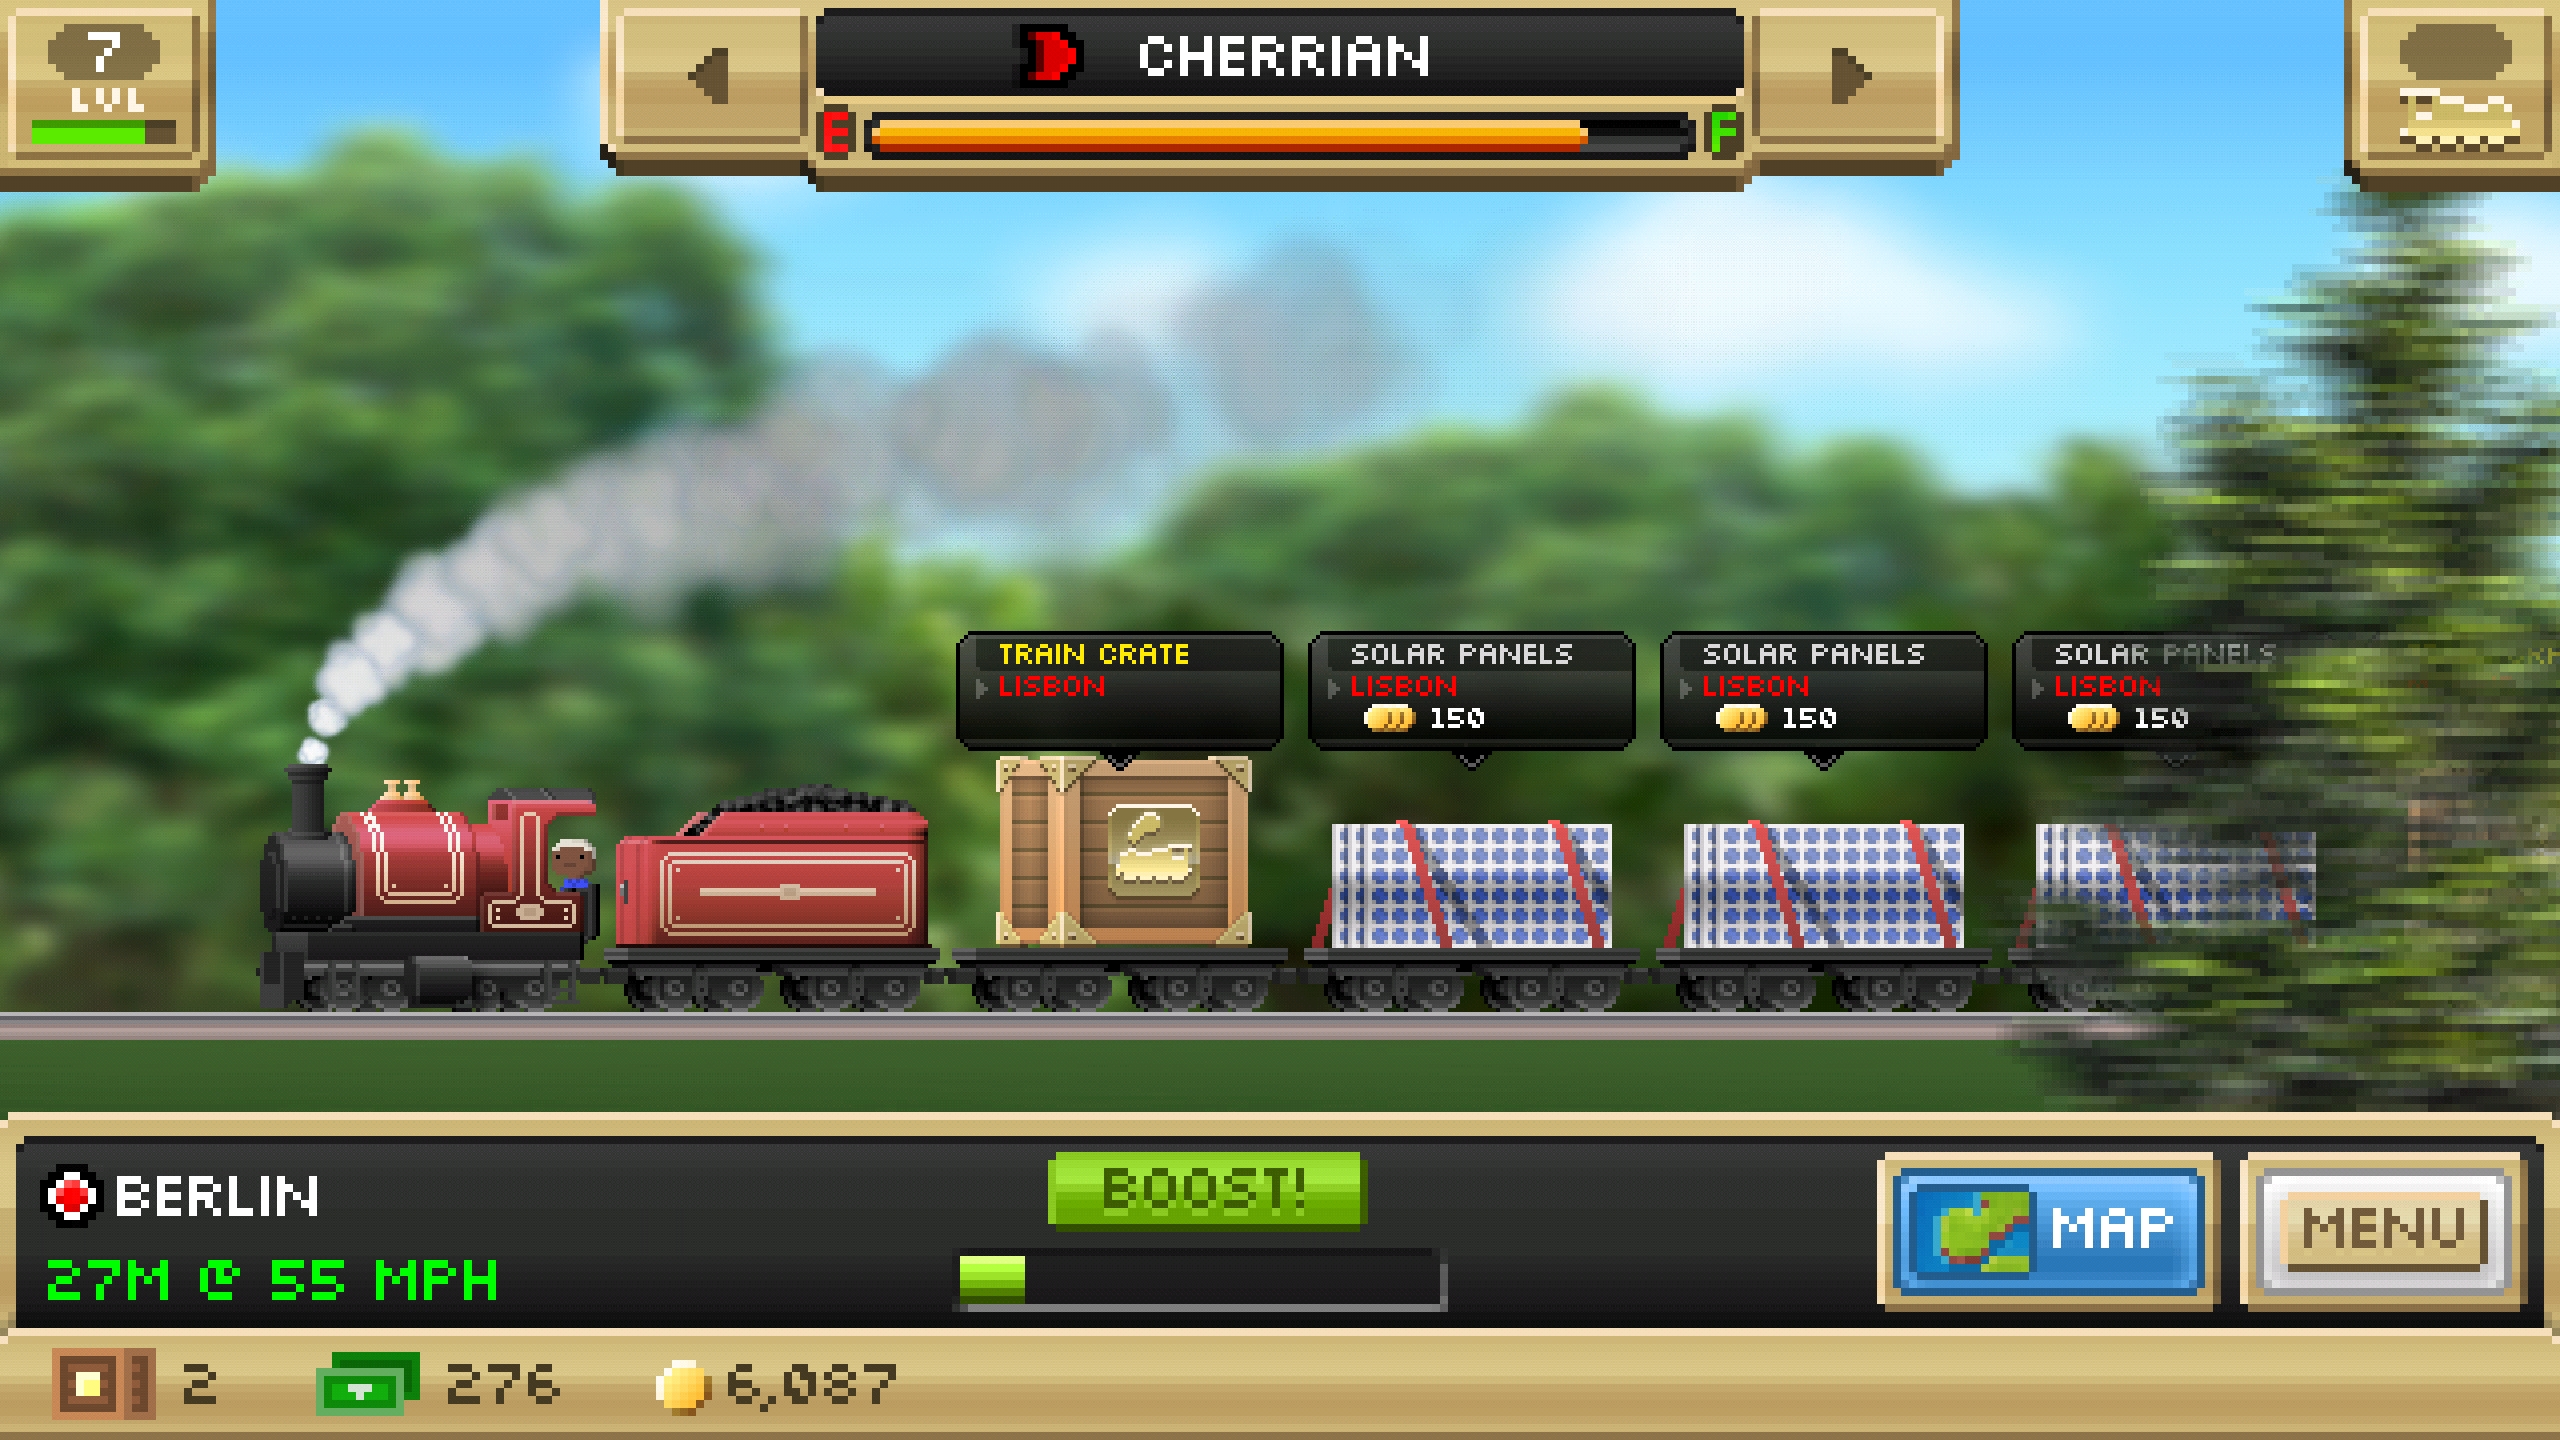 7
LVL
CHERRIAN
E F
TRAIN CRATE
LISBON
SOLAR PANELS
LISBON
150
SOLAR PANELS
LISBON
150
SOLAR PANELS
LISBON
150
BERLIN
27M @ 55 MPH
BOOST!
MAP
MENU
2
276
6,087